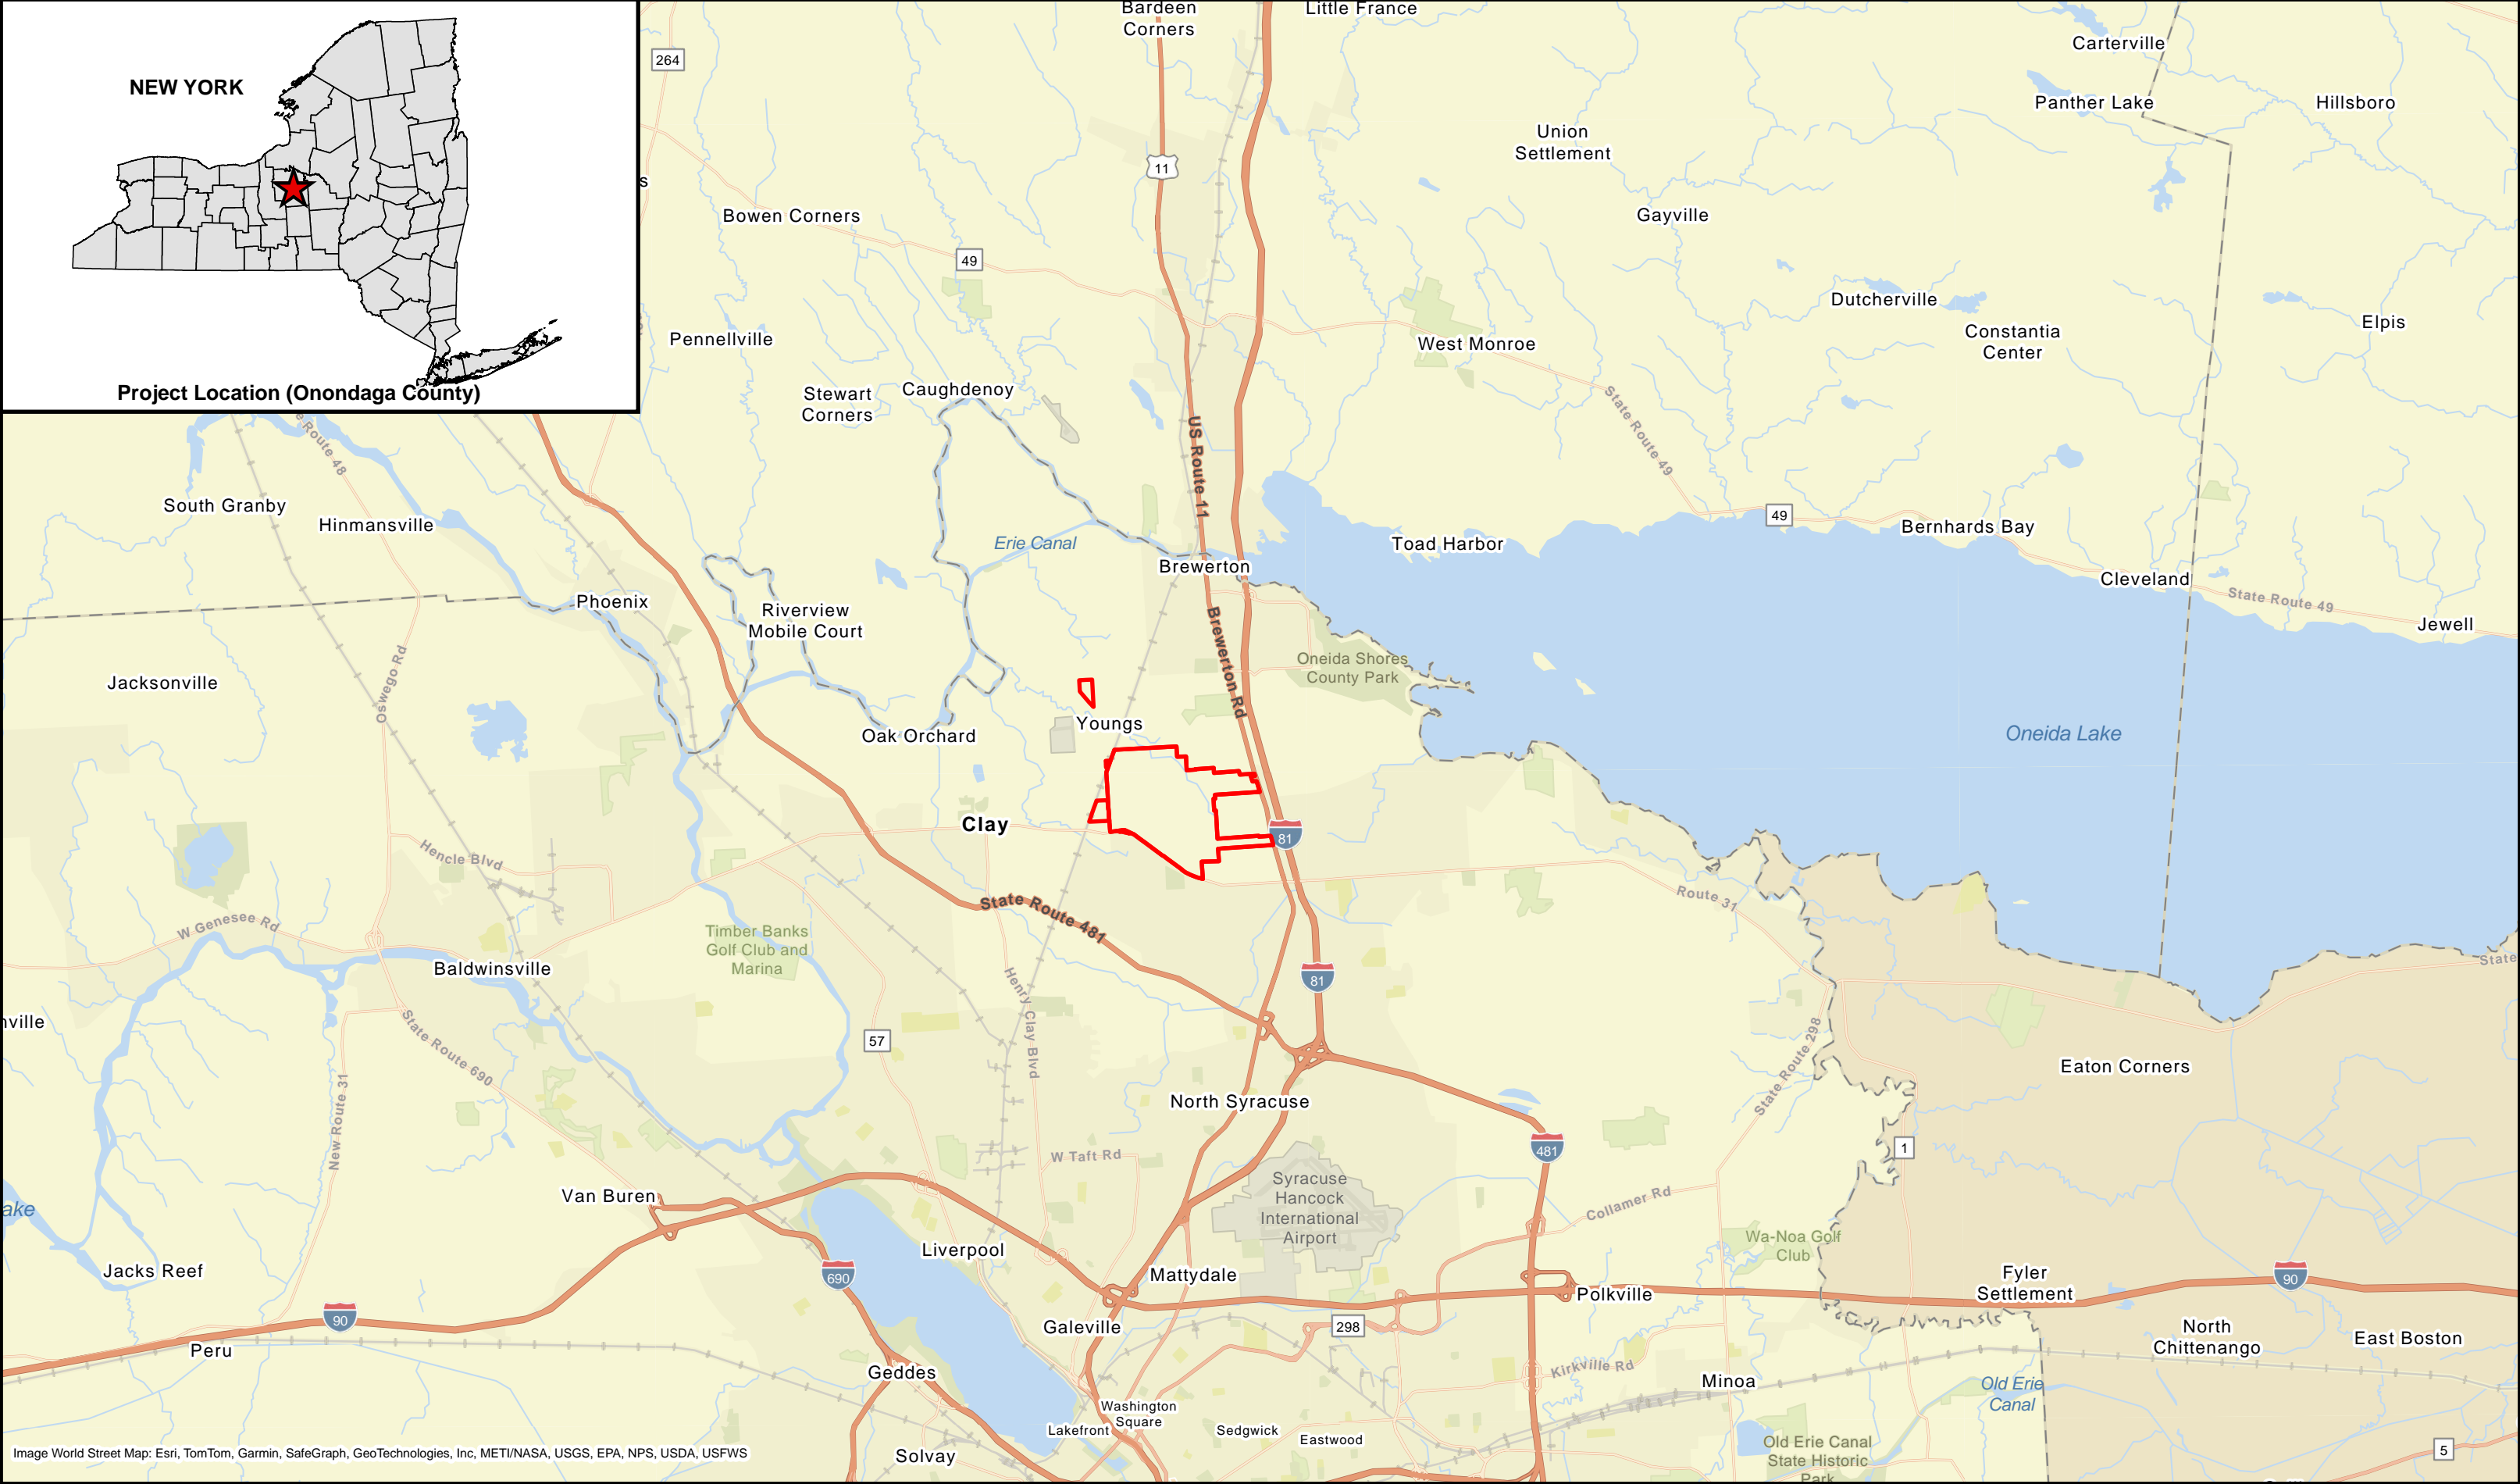 NEW YORK
Project Location (Onondaga County)
Bardeen
Corners
Little France
Carterville
264
Panther Lake
Hillsboro
Union
Settlement
11
s
Bowen Corners
Gayville
49
Dutcherville
Constantia
Center
Elpis
Pennellville
West Monroe
Stewart
Corners
Caughdenoy
State Route 49
US Route 11
Route 48
South Granby
Hinmansville
49
Bernhards Bay
Erie Canal
Toad Harbor
Brewerton
Cleveland
State Route 49
Phoenix
Riverview
Mobile Court
Jewell
Brewerton Rd
Oneida Shores
County Park
Jacksonville
Oswego Rd
Youngs
Oak Orchard
Oneida Lake
Clay
81
Hencle Blvd
Route 31
State Route 481
W Genesee Rd
Timber Banks
Golf Club and
Marina
Baldwinsville
81
State
Henry Clay Blvd
nville
State Route 690
57
State Route 298
Eaton Corners
New Route 31
North Syracuse
481
1
W Taft Rd
Van Buren
Syracuse
Hancock
International
Airport
Collamer Rd
ake
Wa-Noa Golf
Club
Liverpool
Jacks Reef
690
Mattydale
Fyler
Settlement
90
Polkville
90
Galeville
298
North
Chittenango
East Boston
Peru
Geddes
Kirkville Rd
Minoa
Old Erie
Canal
Washington
Square
Lakefront
Sedgwick
Eastwood
Old Erie Canal
State Historic
Park
5
Solvay
Image World Street Map: Esri, TomTom, Garmin, SafeGraph, GeoTechnologies, Inc, METI/NASA, USGS, EPA, NPS, USDA, USFWS